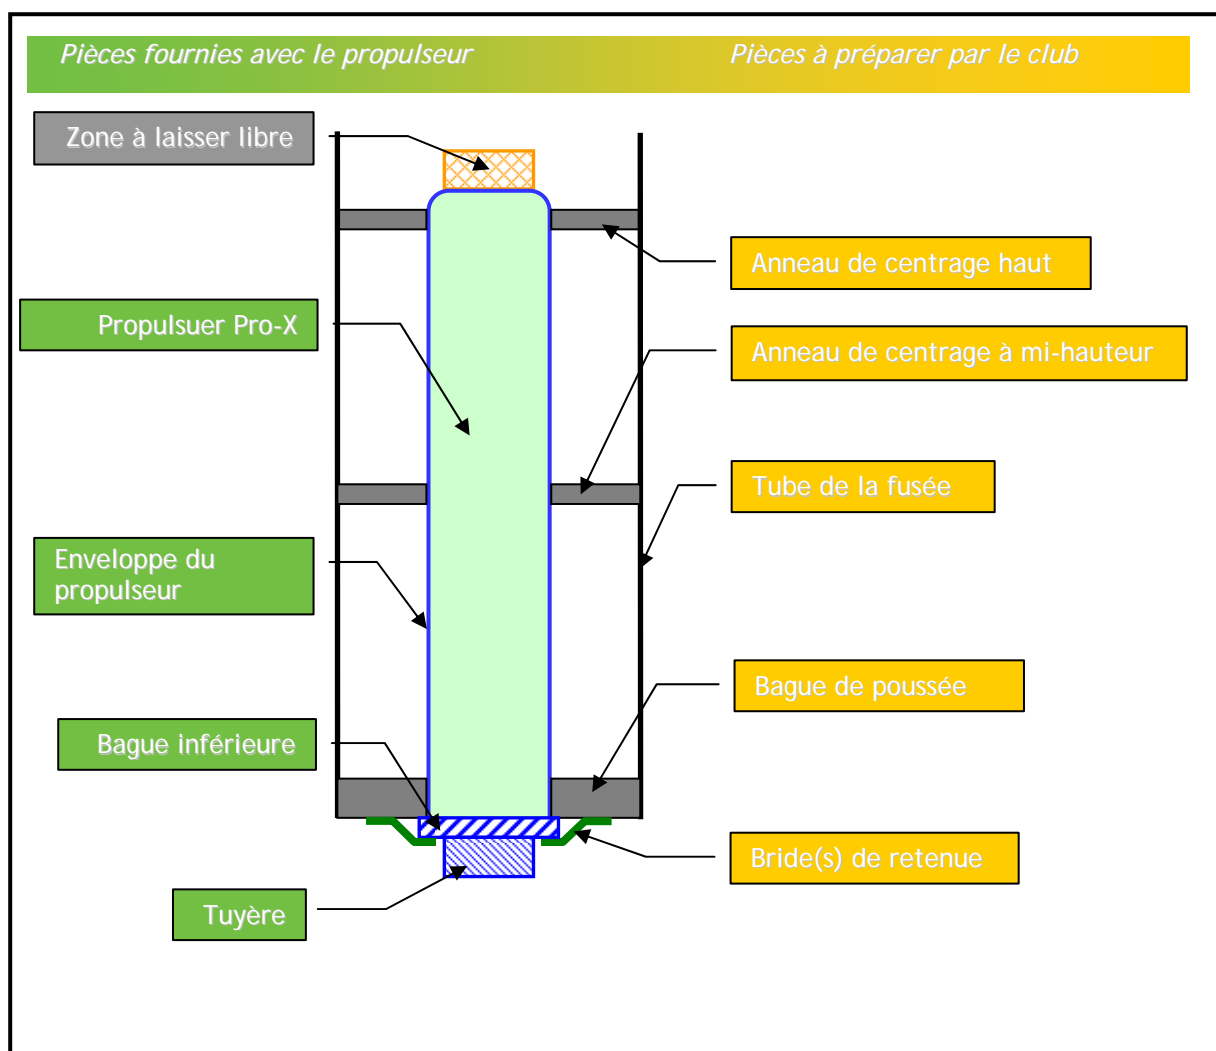 Pièces fournies avec le propulseur
Pièces à préparer par le club
Zone à laisser libre
Anneau de centrage haut
Propulsuer Pro-X
Anneau de centrage à mi-hauteur
Tube de la fusée
Enveloppe du
propulseur
Bague de poussée
Bague inférieure
Bride(s) de retenue
Tuyère